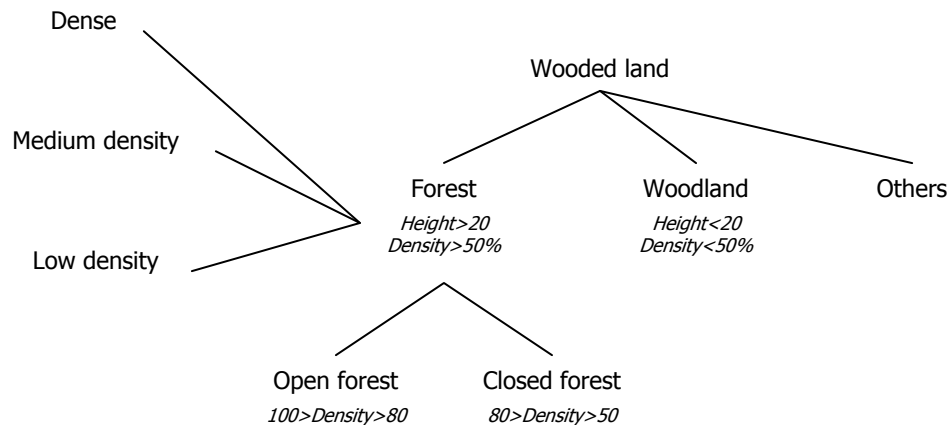 Dense
Wooded land
Medium density
Forest
Woodland
Others
Height>20
Density>50%
Height<20
Density<50%
Low density
Open forest
Closed forest
100>Density>80
80>Density>50